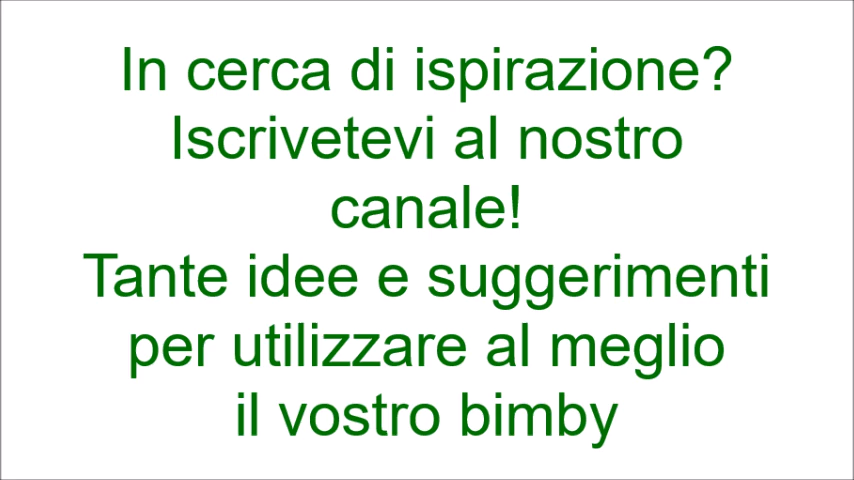 In cerca di ispirazione?
Iscrivetevi al nostro
canale!
Tante idee e suggerimenti
per utilizzare al meglio
il vostro bimby